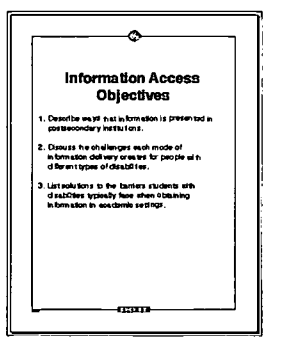 Information Access
Objectives
1. Describe ways that information is presented in
postsecondary institutions.
2. Discuss the challenges each mode of
information delivery creates for people with
different types of disabilities.
3. List solutions to the barriers students with
disabilities typically face when obtaining
information in academic settings.